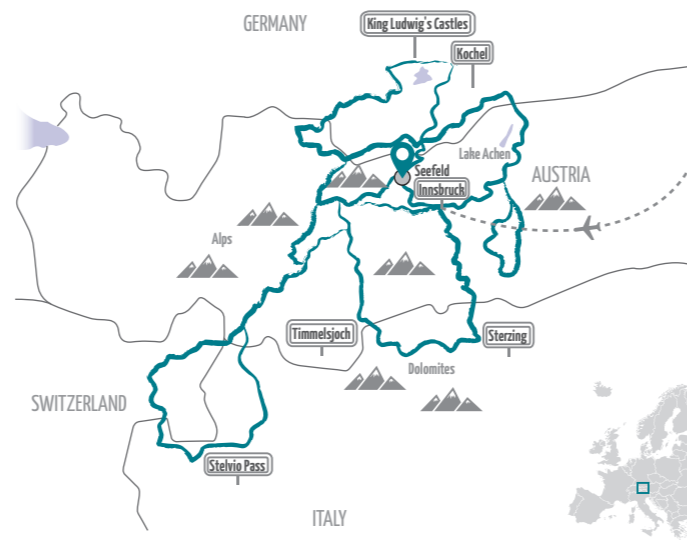 GERMANY
King Ludwig's Castles
Kochel
Lake Achen
Seefeld
AUSTRIA
Innsbruck
Alps
Timmelsjoch
Sterzing
Dolomites
SWITZERLAND
Stelvio Pass
ITALY